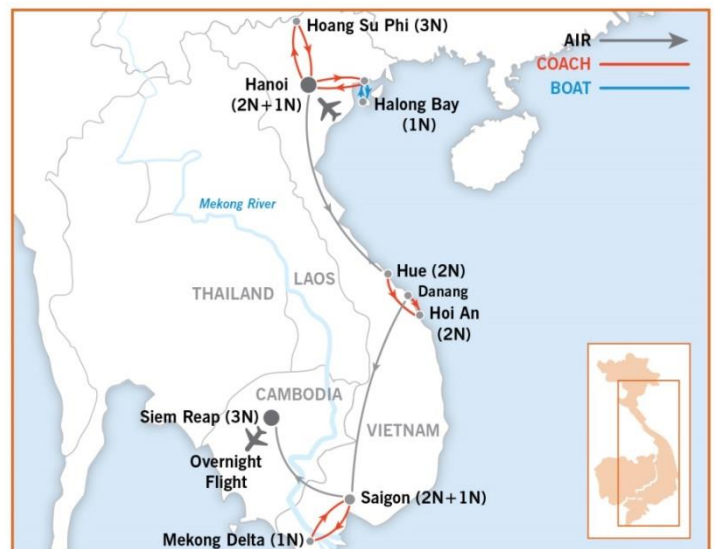 Hoang Su Phi (3N)
AIR
COACH
BOAT
Hanoi
(2N+1N)
Halong Bay
(1N)
Mekong River
LAOS
THAILAND
Hue (2N)
Danang
Hoi An
(2N)
CAMBODIA
Siem Reap (3N)
VIETNAM
Overnight
Flight
Saigon (2N+1N)
Mekong Delta (1N)